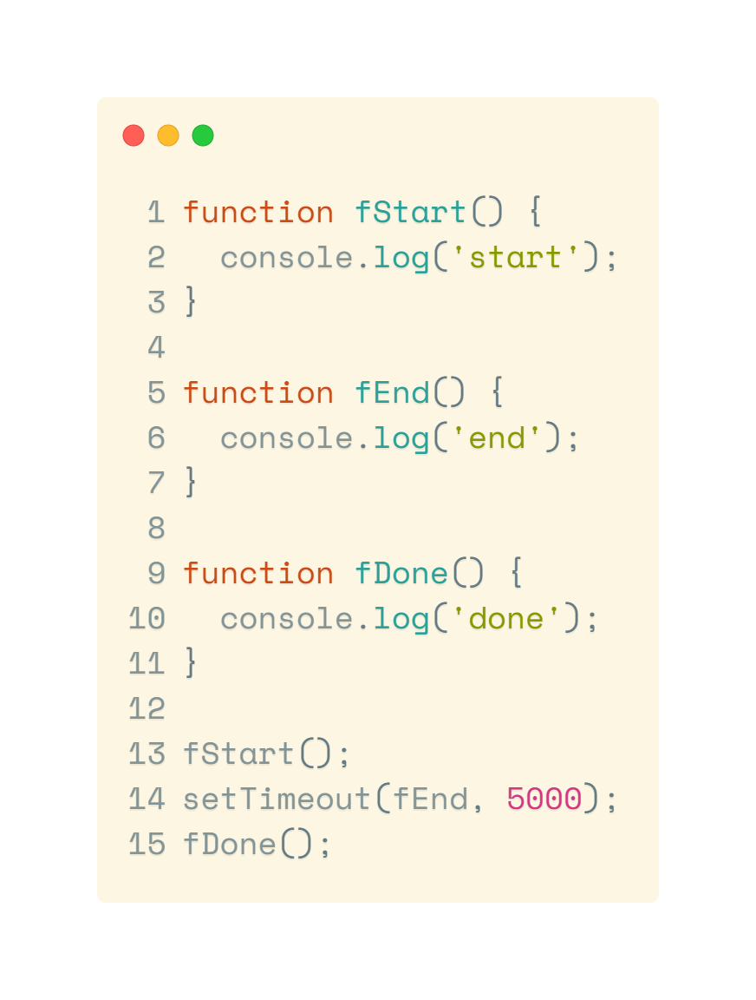 1 function fStart() {
2   console.log('start');
3 }
4
5 function fEnd() {
6   console.log('end');
7 }
8
9 function fDone() {
10   console.log('done');
11 }
12
13 fStart();
14 setTimeout(fEnd, 5000);
15 fDone();